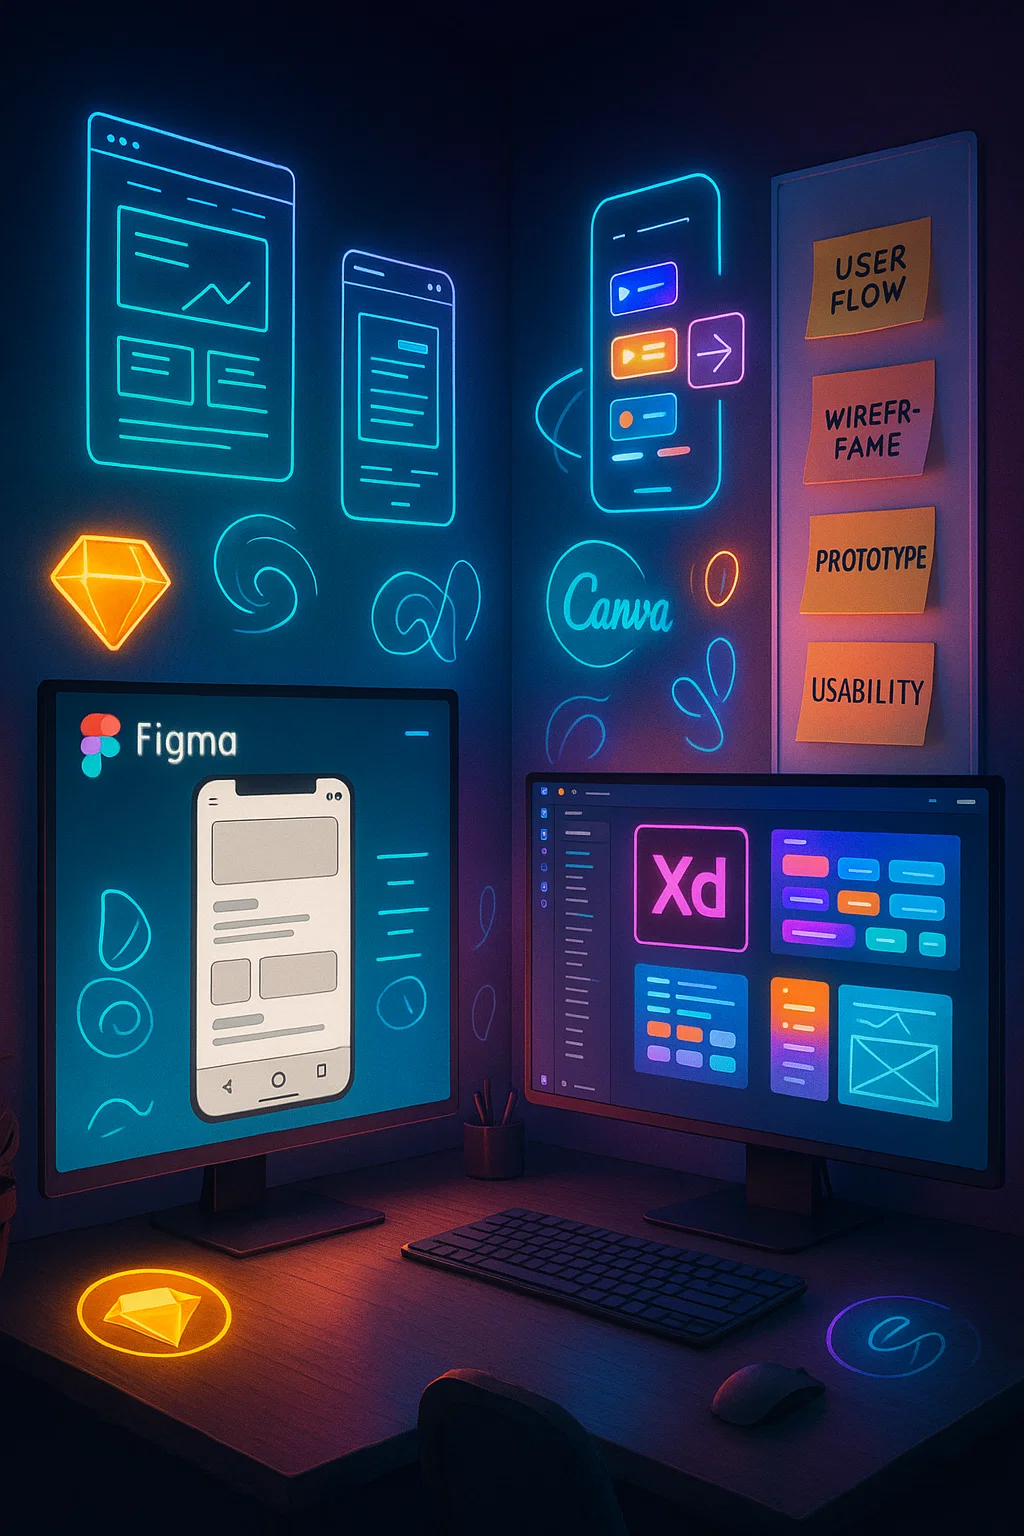 USER
FLOW
WIREFR-
FAME
PROTOTYPE
USABILITY
Canva
Figma
Xd